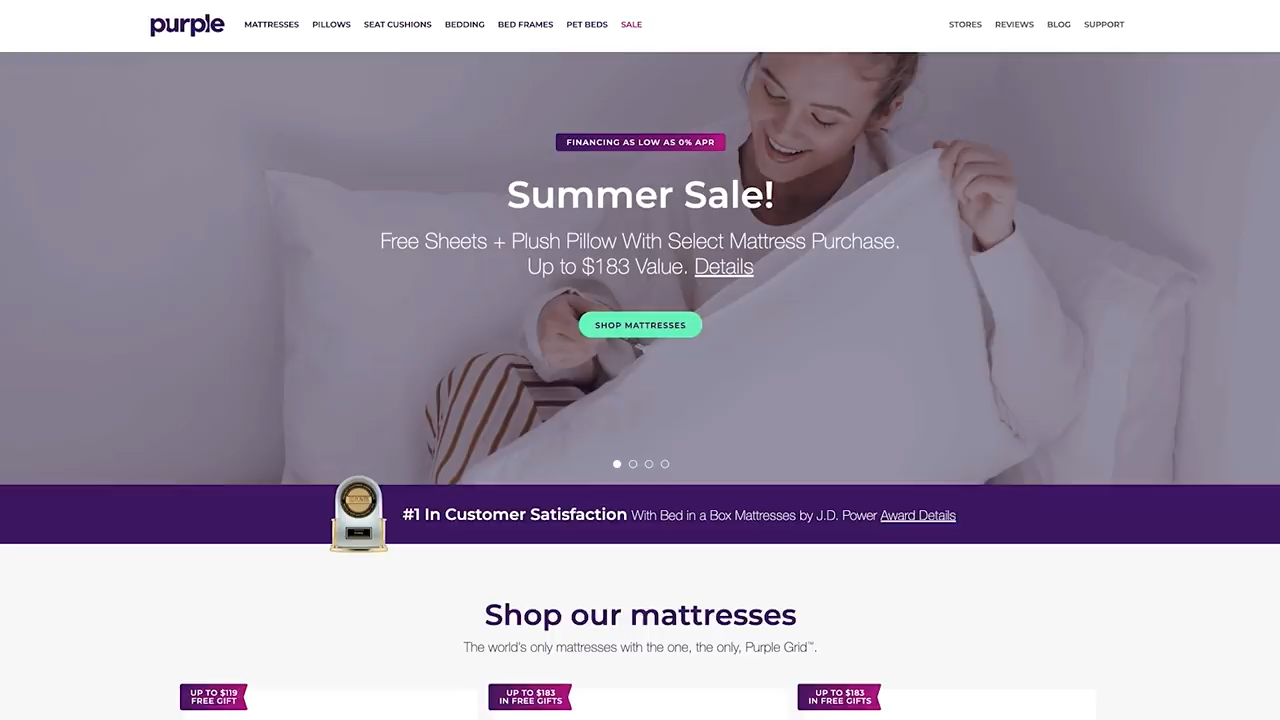 purple MATTRESSES PILLOWS SEAT CUSHIONS BEDDING BED FRAMES PET BEDS SALE STORES REVIEWS BLOG SUPPORT
FINANCING AS LOW AS 0% APR
Summer Sale!
Free Sheets + Plush Pillow With Select Mattress Purchase.
Up to $183 Value. Details
SHOP MATTRESSES
#1 In Customer Satisfaction With Bed in a Box Mattresses by J.D. Power Award Details
Shop our mattresses
The world's only mattresses with the one, the only, Purple Grid™.
UP TO $119
FREE GIFT
UP TO $183
IN FREE GIFTS
UP TO $183
IN FREE GIFTS